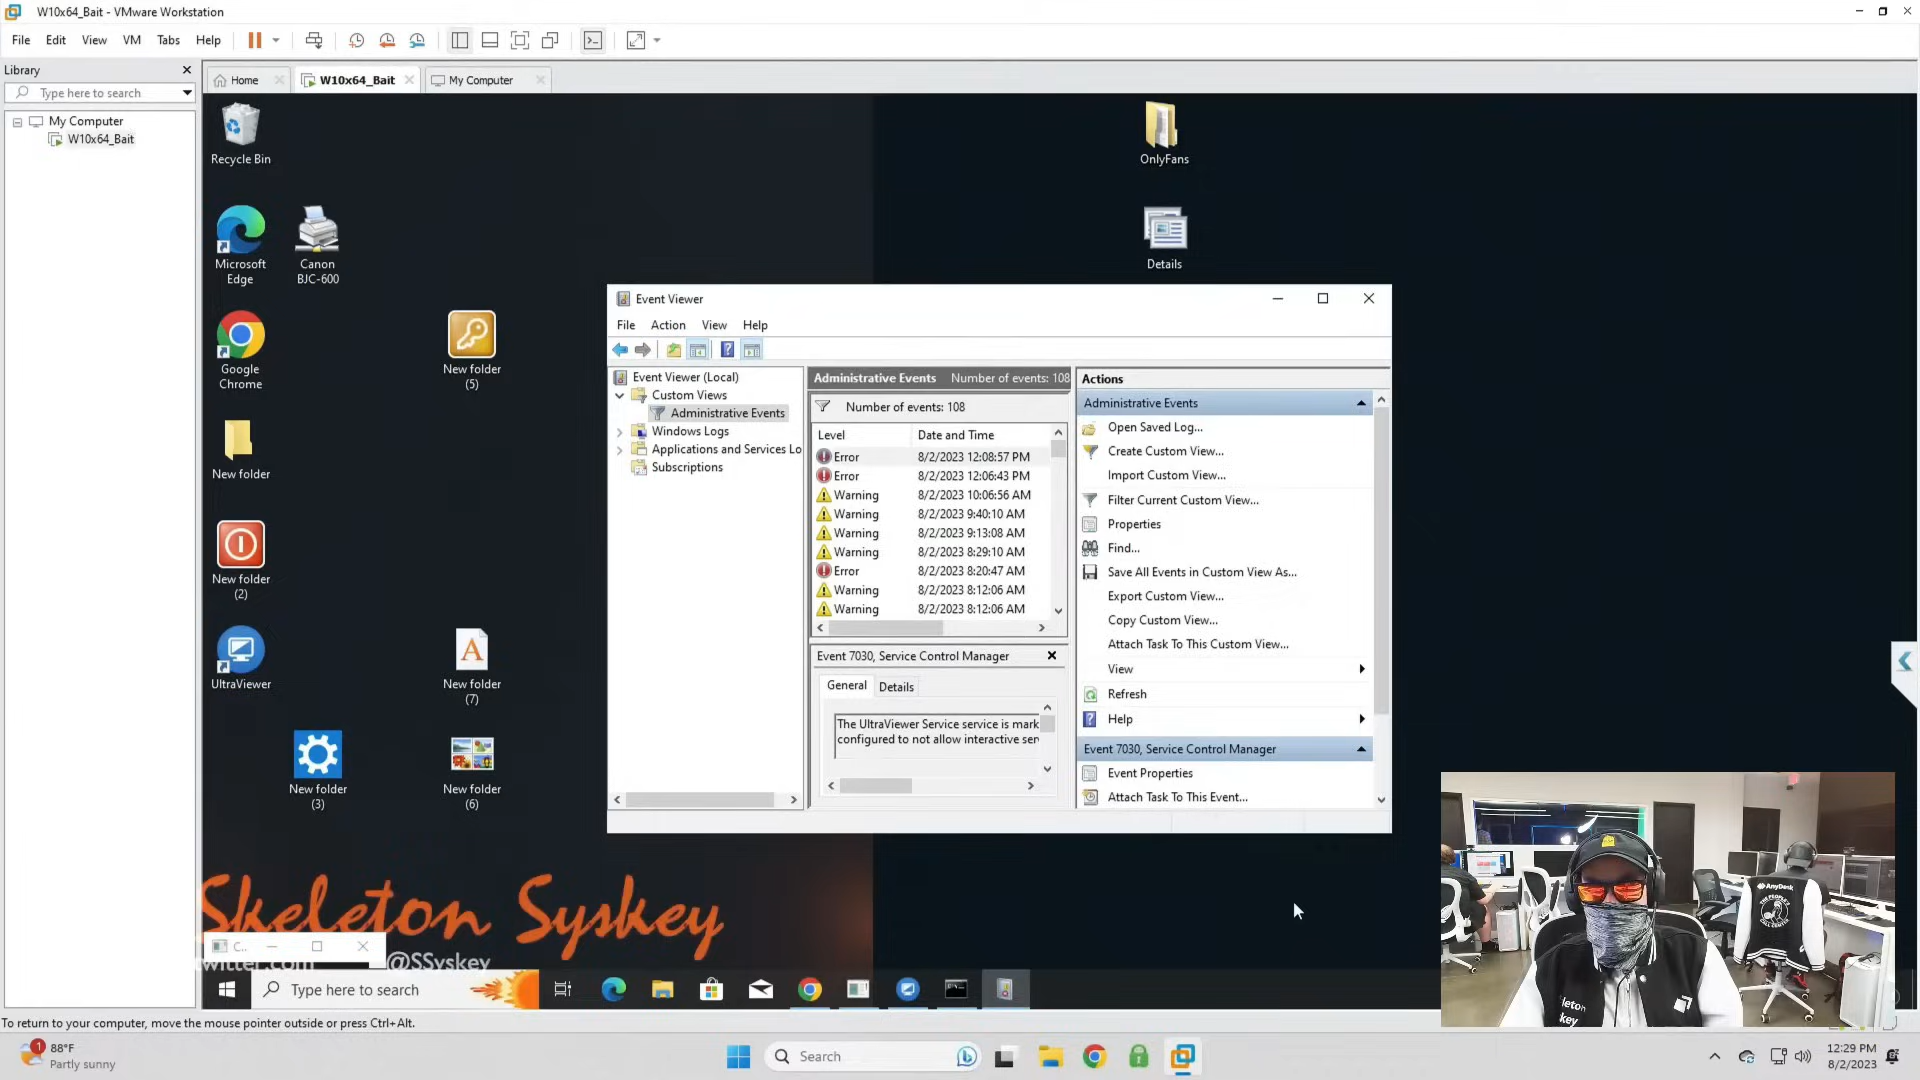 W10x64_Bait - VMware Workstation
File Edit View VM Tabs Help
Library
Type here to search
My Computer
W10x64_Bait
Home
W10x64_Bait
My Computer
Recycle Bin
Microsoft
Edge
Canon
BJC-600
Google
Chrome
New folder
(5)
New folder
New folder
(2)
UltraViewer
New folder
(7)
New folder
(3)
New folder
(6)
OnlyFans
Details
Event Viewer
File Action View Help
Event Viewer (Local)
Custom Views
Administrative Events
Windows Logs
Applications and Services Lo
Subscriptions
Administrative Events Number of events: 108
Number of events: 108
Level Date and Time
Error 8/2/2023 12:08:57 PM
Error 8/2/2023 12:06:43 PM
Warning 8/2/2023 10:06:56 AM
Warning 8/2/2023 9:40:10 AM
Warning 8/2/2023 9:13:08 AM
Warning 8/2/2023 8:29:10 AM
Error 8/2/2023 8:20:47 AM
Warning 8/2/2023 8:12:06 AM
Warning 8/2/2023 8:12:06 AM
Event 7030, Service Control Manager
General Details
The UltraViewer Service service is mark
configured to not allow interactive ser
Actions
Administrative Events
Open Saved Log...
Create Custom View...
Import Custom View...
Filter Current Custom View...
Properties
Find...
Save All Events in Custom View As...
Export Custom View...
Copy Custom View...
Attach Task To This Custom View...
View
Refresh
Help
Event 7030, Service Control Manager
Event Properties
Attach Task To This Event...
Skeleton Syskey
C..
twitter.com @SSyskey
Type here to search
AnyDesk
THE PEOPLE'S
CALL CENTER
leton
key
To return to your computer, move the mouse pointer outside or press Ctrl+Alt.
1
88°F
Partly sunny
Search
12:29 PM
8/2/2023